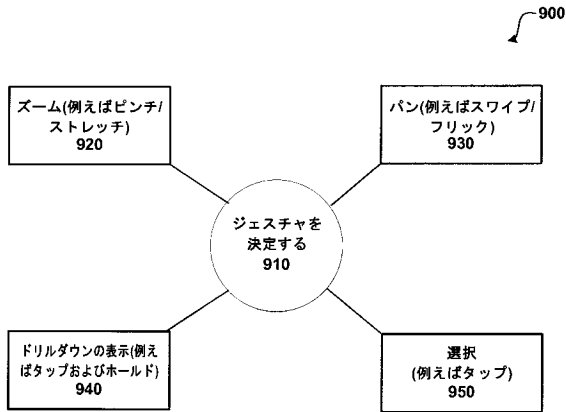 900
ズーム(例えばピンチ/
ストレッチ)
920
パン(例えばスワイプ/
フリック)
930
ジェスチャを
決定する
910
ドリルダウンの表示(例え
ばタップおよびホールド)
940
選択
(例えばタップ)
950